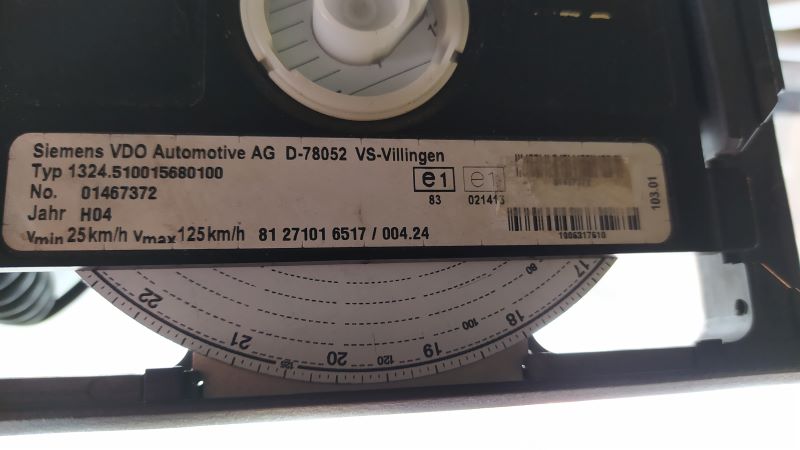 Siemens VDO Automotive AG D-78052 VS-Villingen
Typ 1324.510015680100
No. 01467372
Jahr H04
Vmin 25km/h Vmax 125km/h 81 27101 6517 / 004.24
e1 e1
83 021413
1006317610
103.01
22 21 20 19 18 17
125 120 100 80